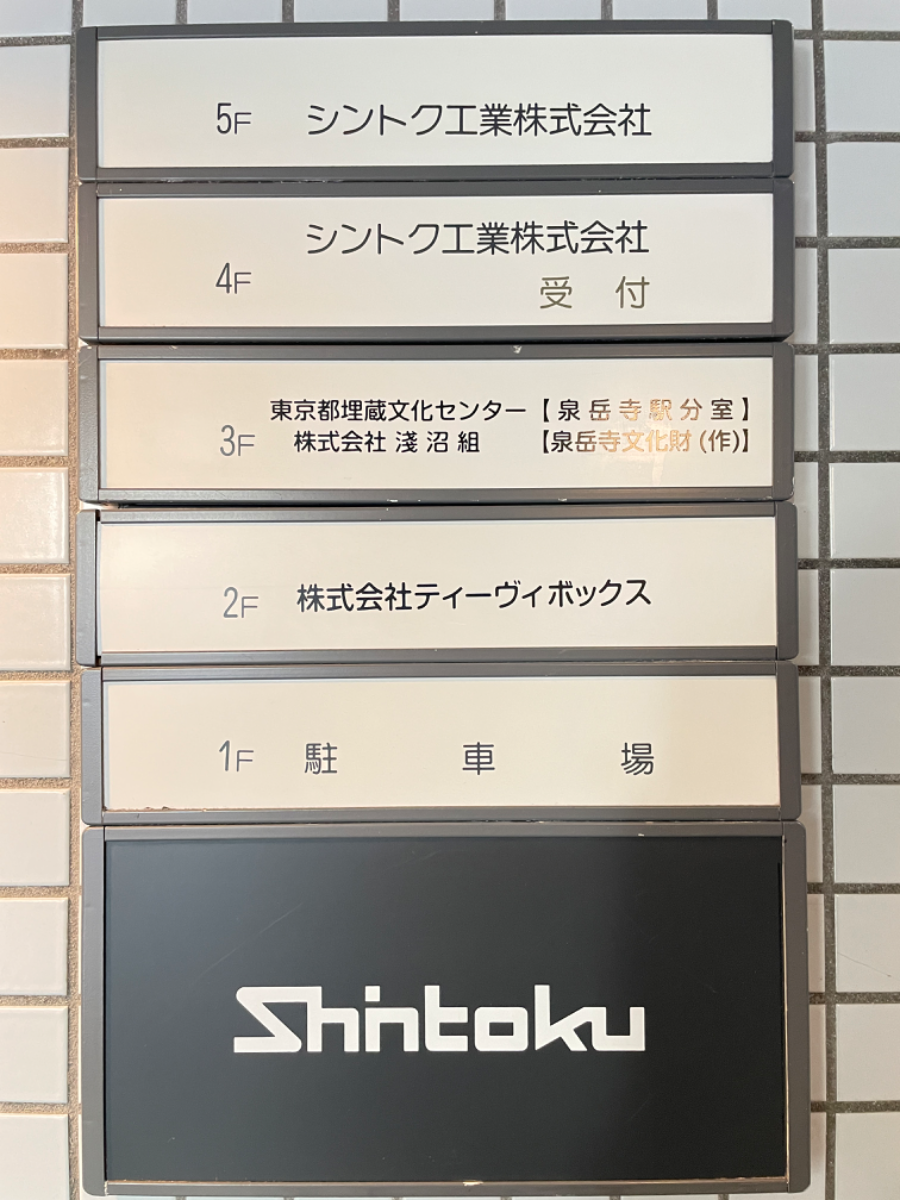 5F シントク工業株式会社
シントク工業株式会社
4F 受 付
東京都埋蔵文化センター【泉岳寺駅分室】
3F 株式会社 淺沼組 【泉岳寺文化財(作)】
2F 株式会社ティーヴィボックス
1F 駐 車 場
Shintoku